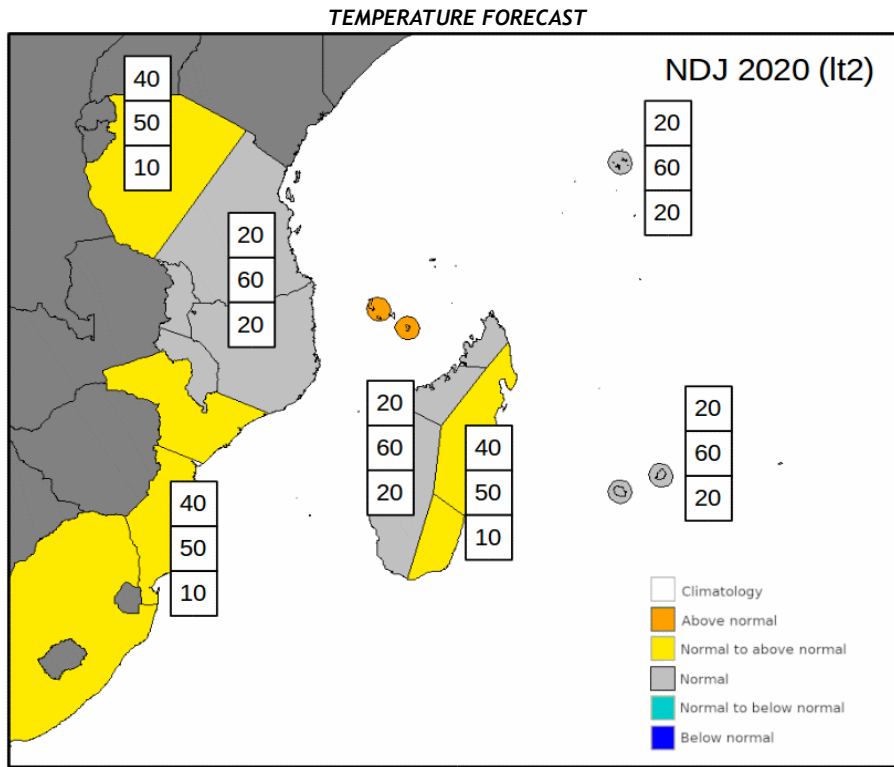 TEMPERATURE FORECAST
NDJ 2020 (lt2)
40
50
10
20
60
20
20
60
20
20
60
20
40
50
10
20
60
20
40
50
10
Climatology
Above normal
Normal to above normal
Normal
Normal to below normal
Below normal